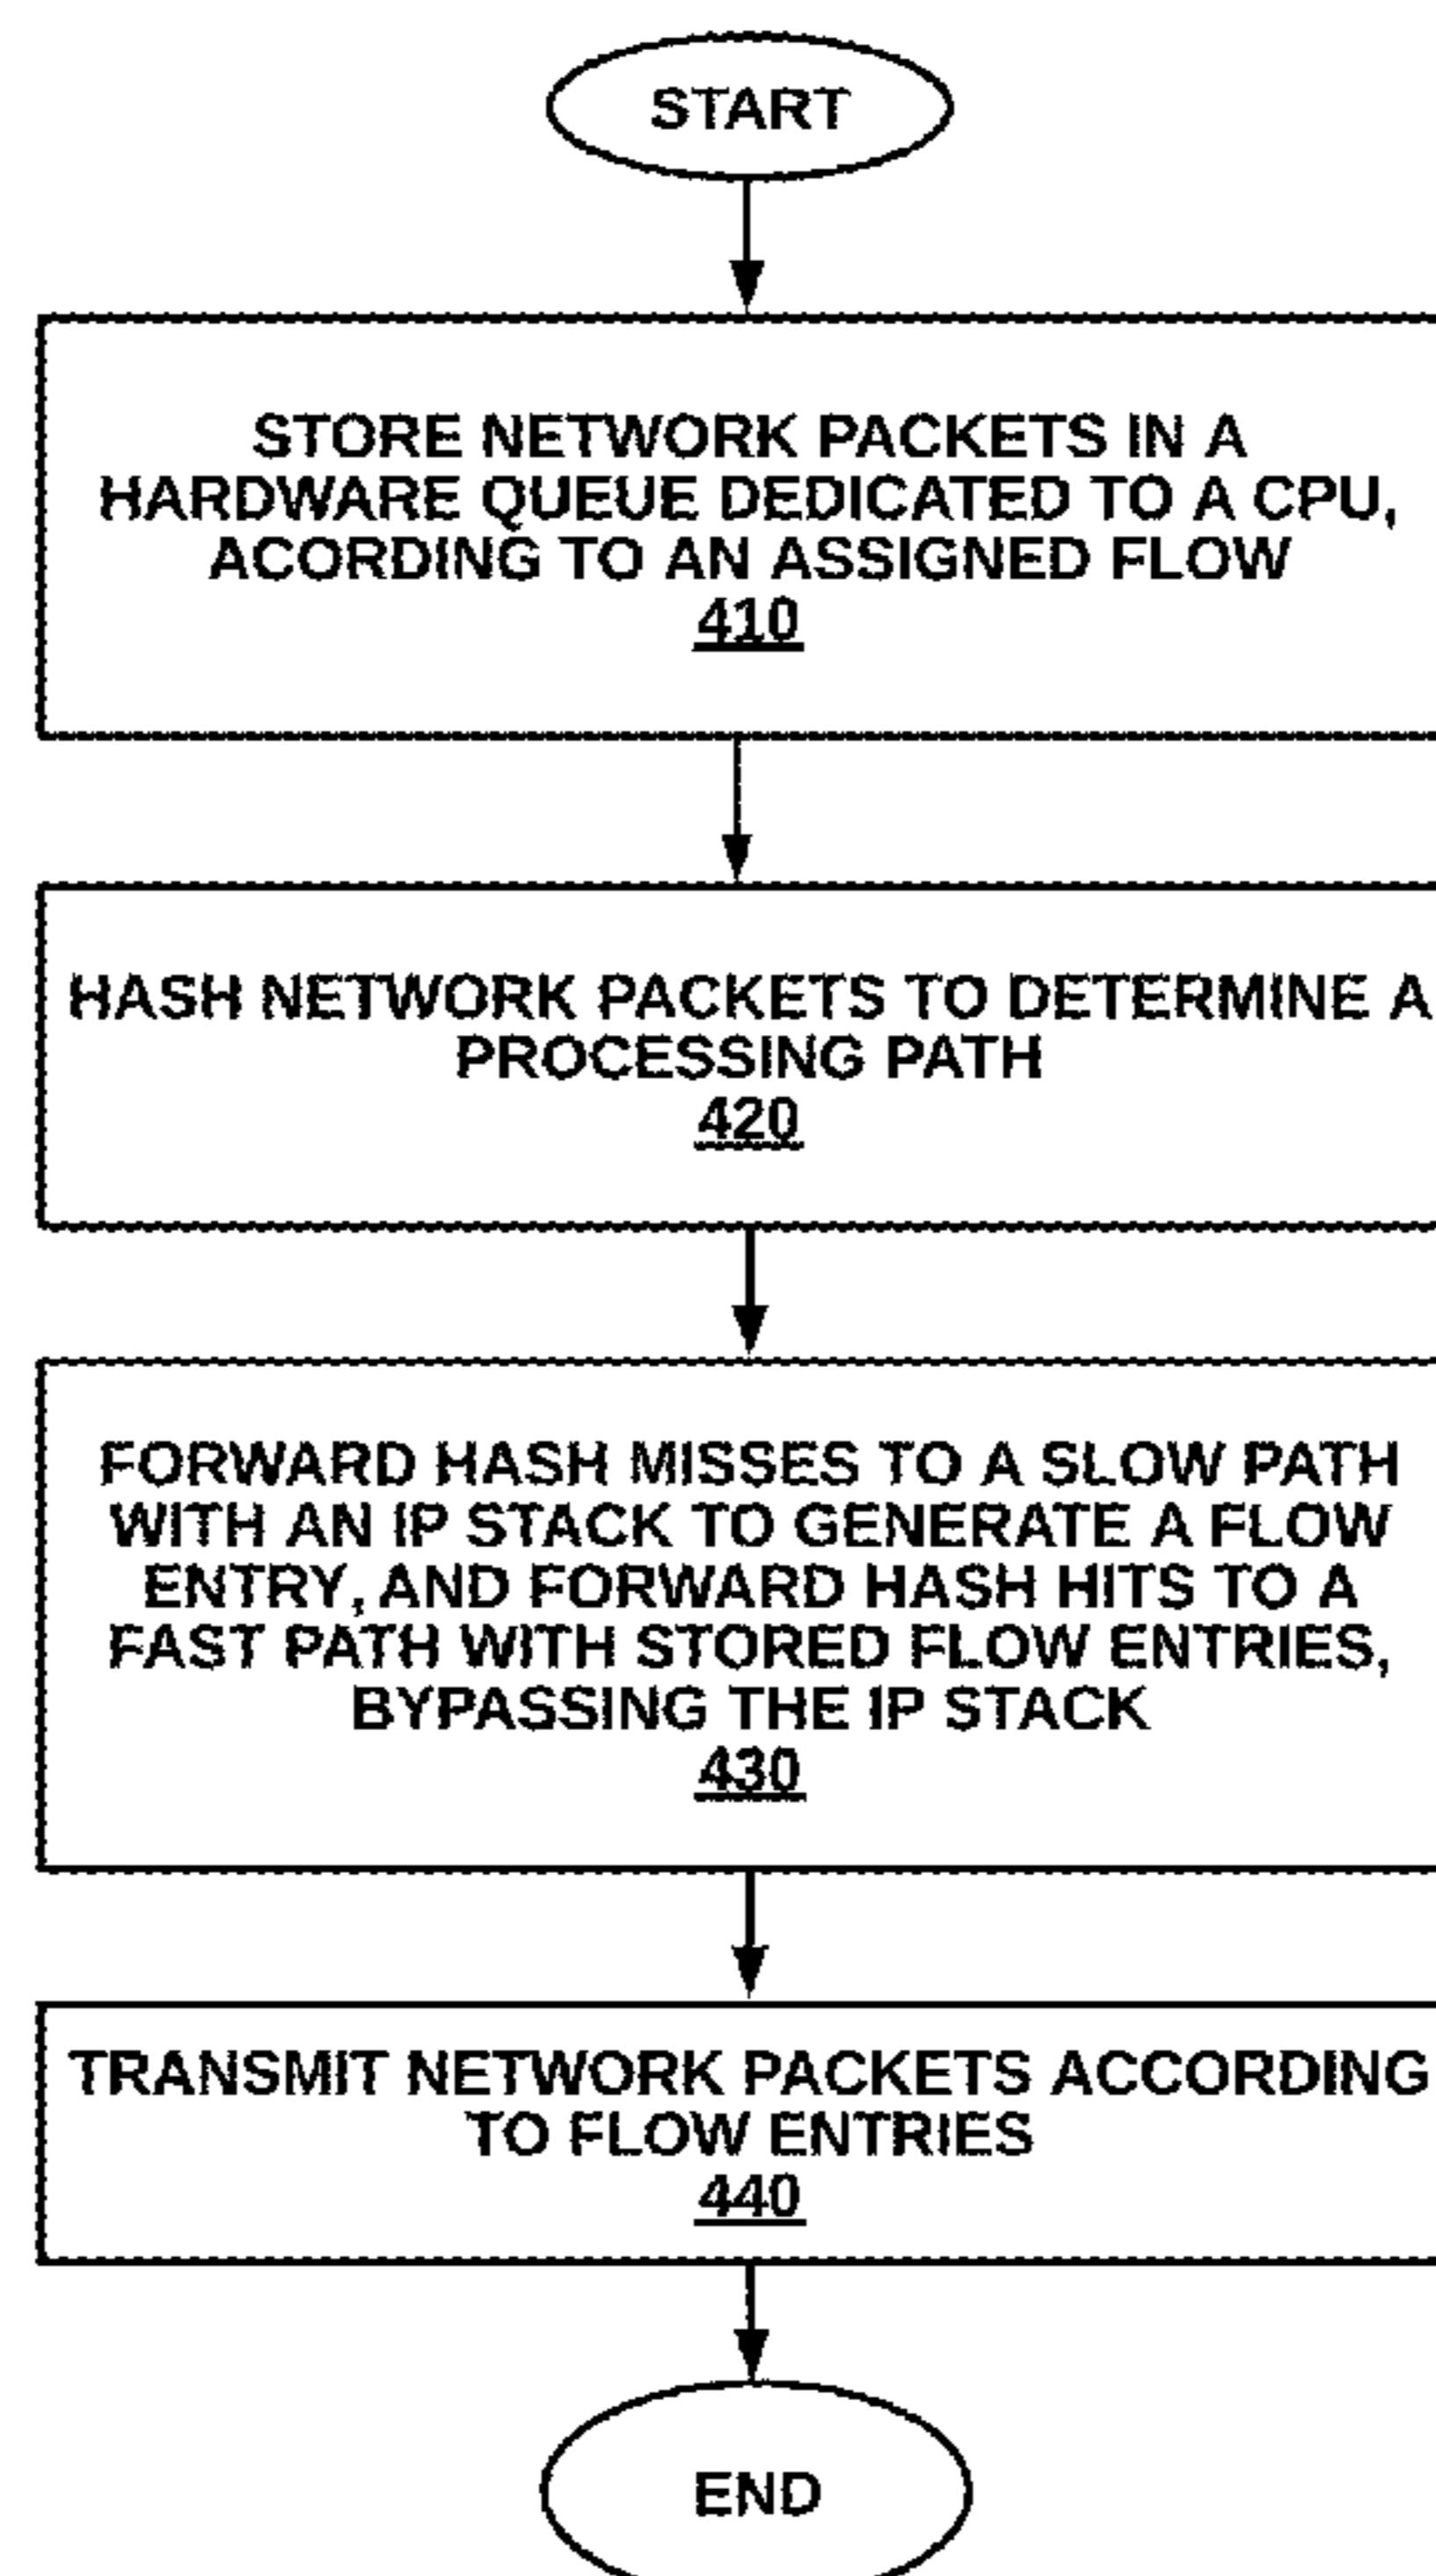 START
STORE NETWORK PACKETS IN A
HARDWARE QUEUE DEDICATED TO A CPU,
ACORDING TO AN ASSIGNED FLOW
410
HASH NETWORK PACKETS TO DETERMINE A
PROCESSING PATH
420
FORWARD HASH MISSES TO A SLOW PATH
WITH AN IP STACK TO GENERATE A FLOW
ENTRY, AND FORWARD HASH HITS TO A
FAST PATH WITH STORED FLOW ENTRIES,
BYPASSING THE IP STACK
430
TRANSMIT NETWORK PACKETS ACCORDING
TO FLOW ENTRIES
440
END